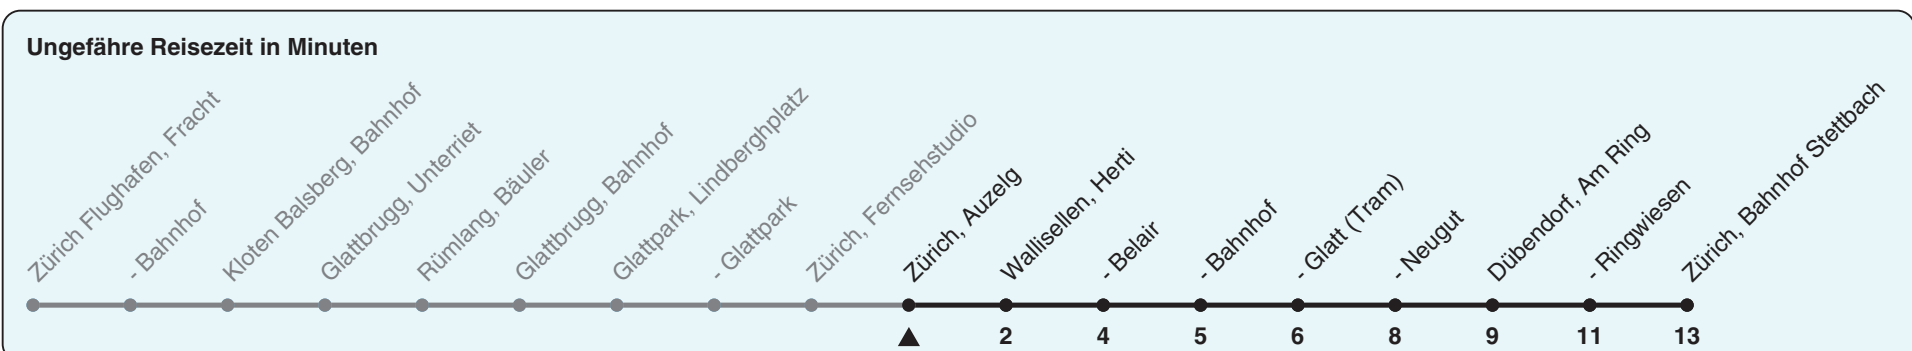 Ungefähre Reisezeit in Minuten
Zürich Flughafen, Fracht
- Bahnhof
Kloten Balsberg, Bahnhof
Glattbrugg, Unterriet
Rümlang, Bäuler
Glattbrugg, Bahnhof
Glattpark, Lindberghplatz
- Glattpark
Zürich, Fernsehstudio
Zürich, Auzelg
Wallisellen, Herti
- Belair
- Bahnhof
- Glatt (Tram)
- Neugut
Dübendorf, Am Ring
- Ringwiesen
Zürich, Bahnhof Stettbach
2 4 5 6 8 9 11 13